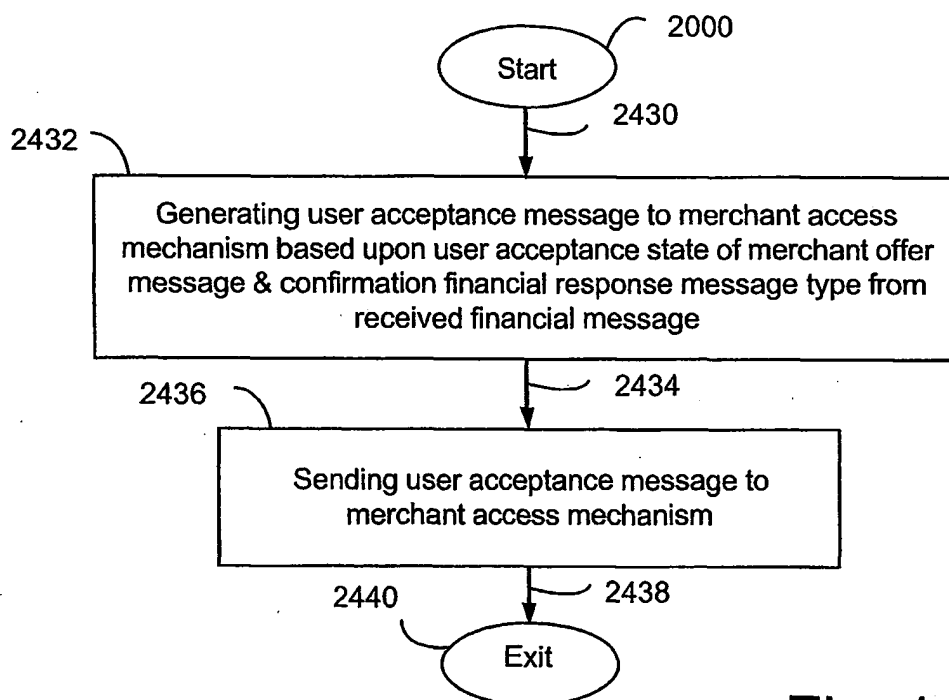 2000
Start
2430
2432
Generating user acceptance message to merchant access
mechanism based upon user acceptance state of merchant offer
message & confirmation financial response message type from
received financial message
2434
2436
Sending user acceptance message to
merchant access mechanism
2438
2440
Exit